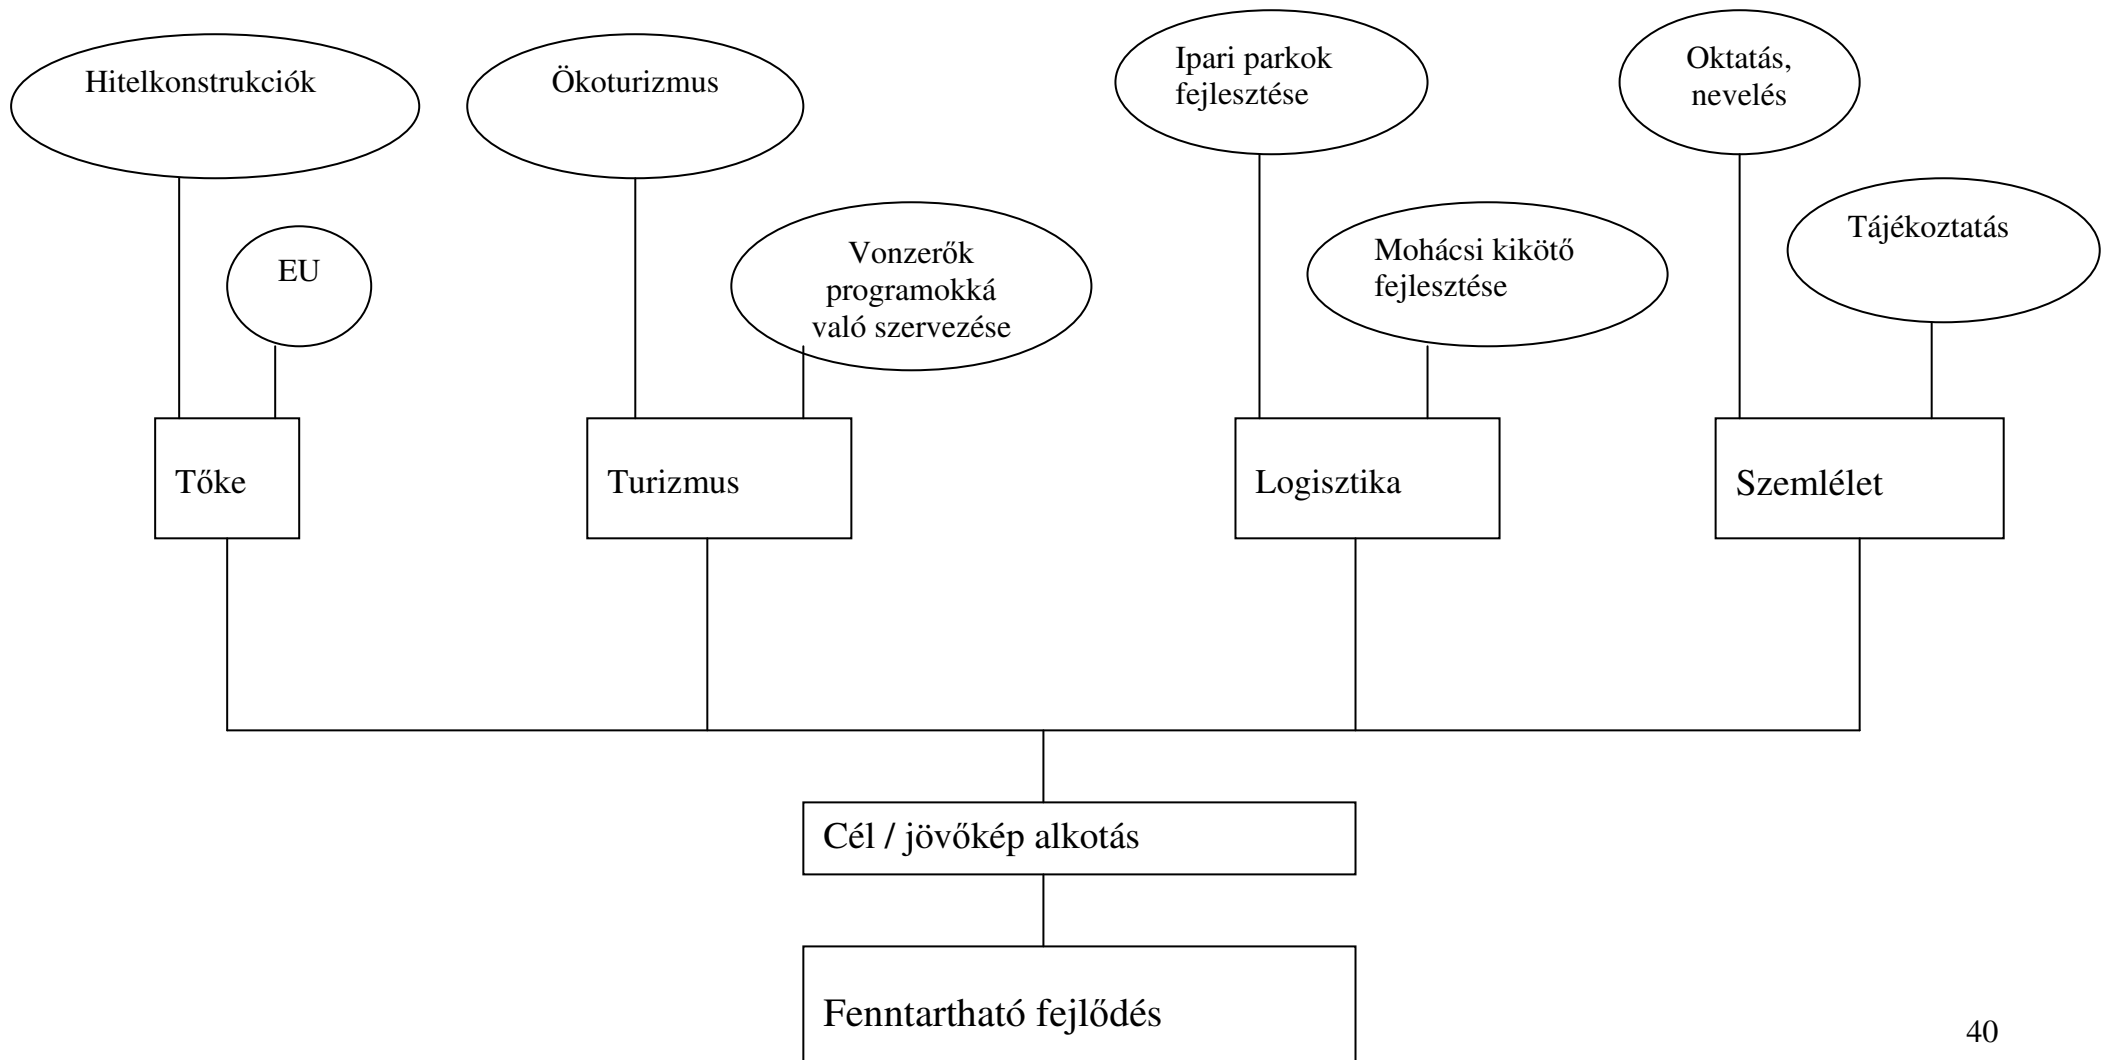 Hitelkonstrukciók
Ökoturizmus
Ipari parkok
fejlesztése
Oktatás,
nevelés
EU
Vonzerők
programokká
való szervezése
Mohácsi kikötő
fejlesztése
Tájékoztatás
Tőke
Turizmus
Logisztika
Szemlélet
Cél / jövőkép alkotás
Fenntartható fejlődés
40